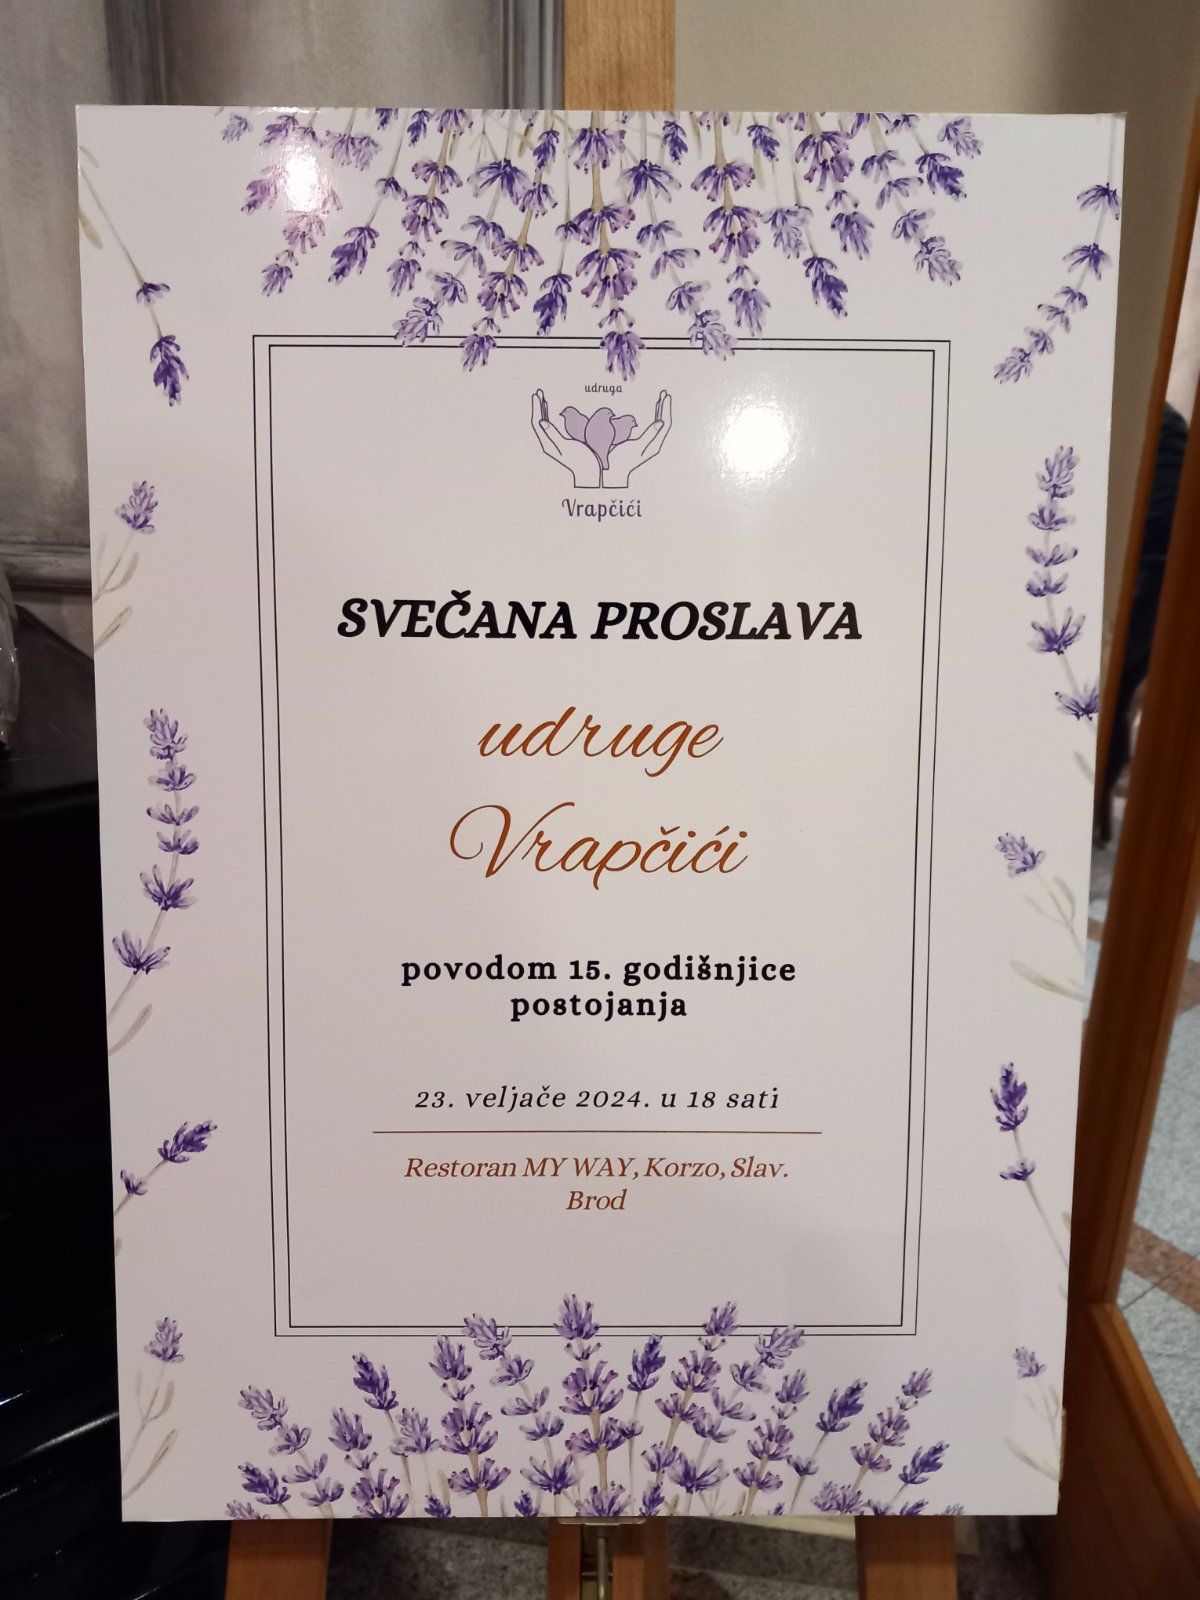 udruga
Vrapčići
SVEČANA PROSLAVA
udruge
Vrapčići
povodom 15. godišnjice
postojanja
23. veljače 2024. u 18 sati
Restoran MY WAY, Korzo, Slav.
Brod